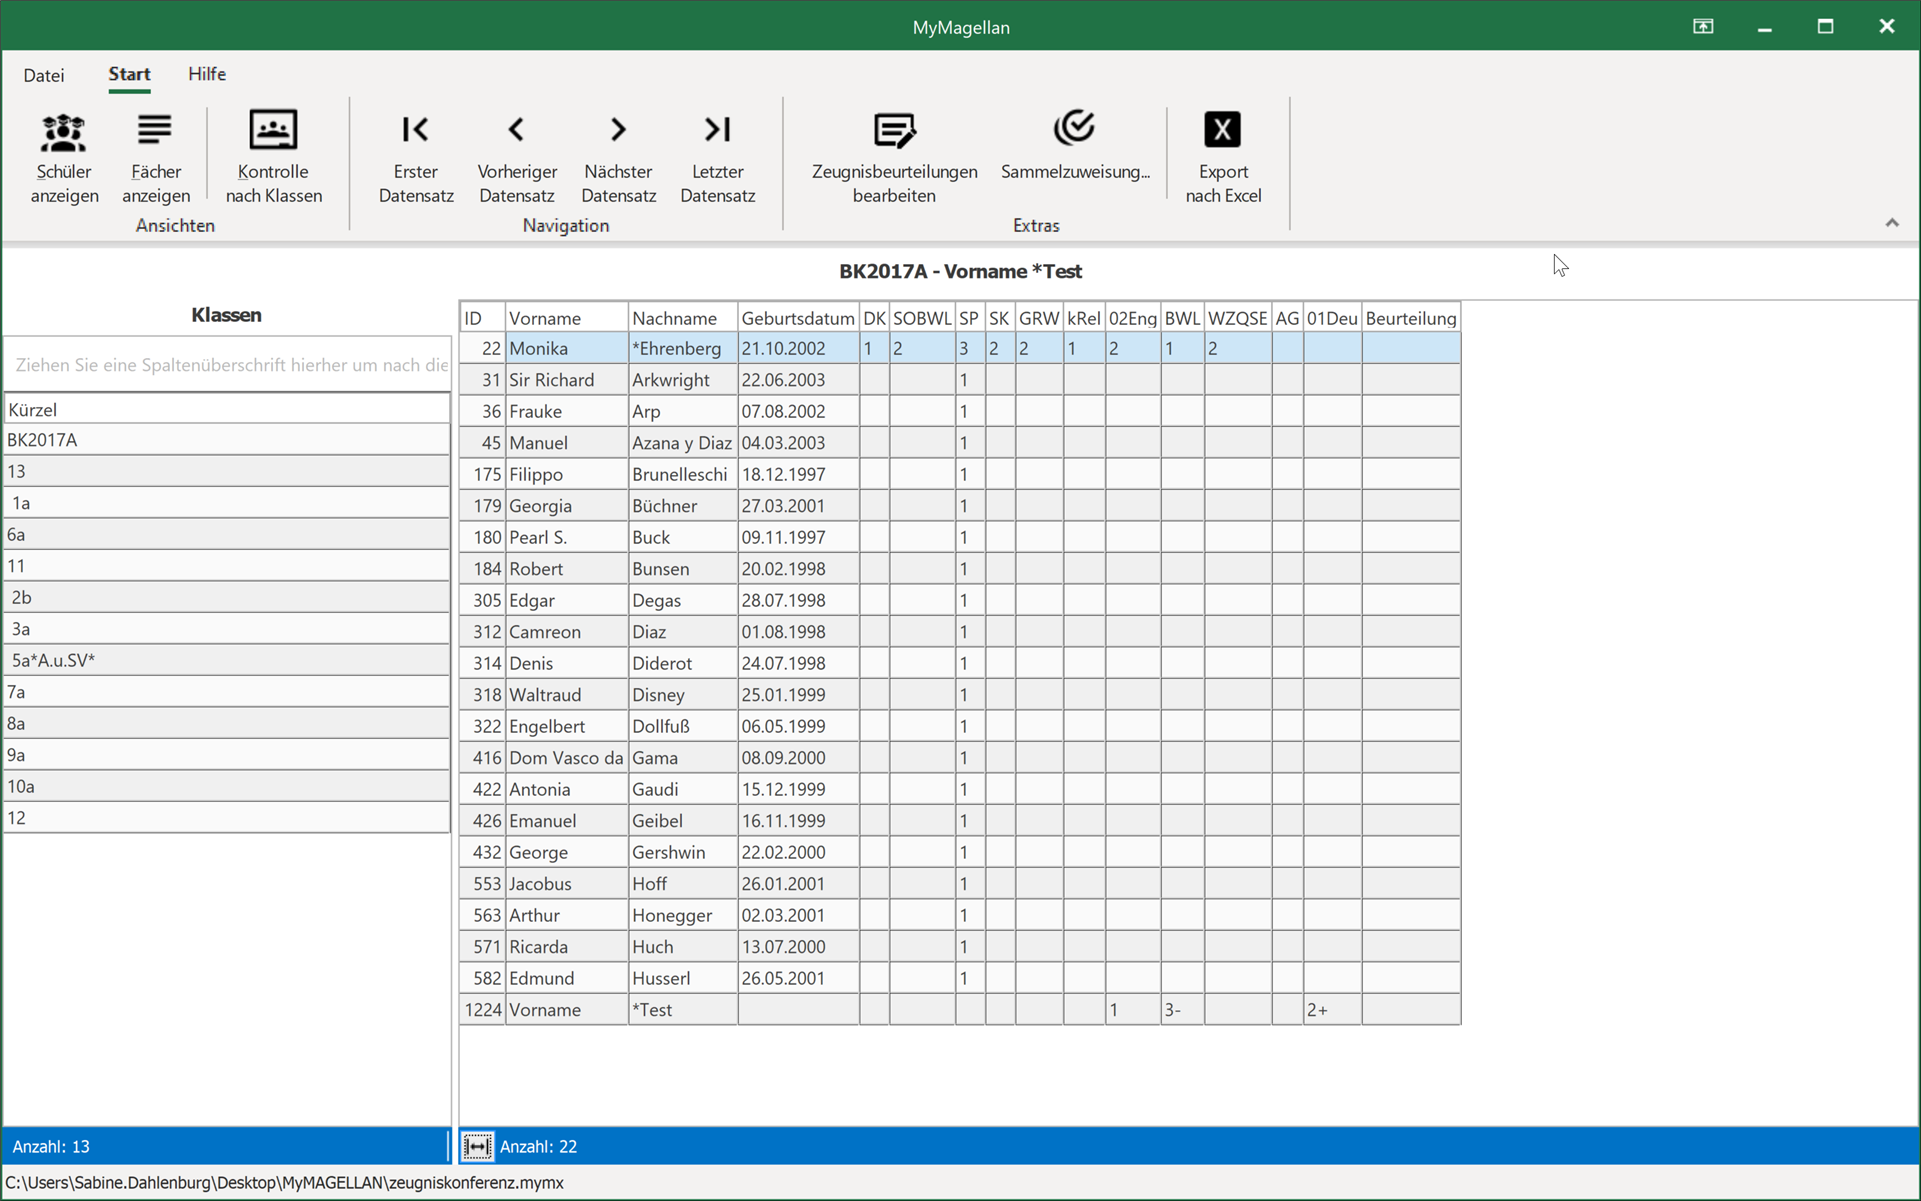 MyMagellan
Datei Start Hilfe
Schüler anzeigen
Fächer anzeigen
Kontrolle nach Klassen
Ansichten
Erster Datensatz
Vorheriger Datensatz
Nächster Datensatz
Letzter Datensatz
Navigation
Zeugnisbeurteilungen bearbeiten
Sammelzuweisung...
X
Export nach Excel
Extras
BK2017A - Vorname *Test
Klassen
Ziehen Sie eine Spaltenüberschrift hierher um nach die
Kürzel
BK2017A
13
1a
6a
11
2b
3a
5a*A.u.SV*
7a
8a
9a
10a
12
ID Vorname Nachname Geburtsdatum DK SOBWL SP SK GRW kRel 02Eng BWL WZQSE AG 01Deu Beurteilung
22 Monika *Ehrenberg 21.10.2002 1 2 3 2 2 1 2 1 2
31 Sir Richard Arkwright 22.06.2003 1
36 Frauke Arp 07.08.2002 1
45 Manuel Azana y Diaz 04.03.2003 1
175 Filippo Brunelleschi 18.12.1997 1
179 Georgia Büchner 27.03.2001 1
180 Pearl S. Buck 09.11.1997 1
184 Robert Bunsen 20.02.1998 1
305 Edgar Degas 28.07.1998 1
312 Camreon Diaz 01.08.1998 1
314 Denis Diderot 24.07.1998 1
318 Waltraud Disney 25.01.1999 1
322 Engelbert Dollfuß 06.05.1999 1
416 Dom Vasco da Gama 08.09.2000 1
422 Antonia Gaudi 15.12.1999 1
426 Emanuel Geibel 16.11.1999 1
432 George Gershwin 22.02.2000 1
553 Jacobus Hoff 26.01.2001 1
563 Arthur Honegger 02.03.2001 1
571 Ricarda Huch 13.07.2000 1
582 Edmund Husserl 26.05.2001 1
1224 Vorname *Test 1 3- 2+
Anzahl: 13
Anzahl: 22
C:\Users\Sabine.Dahlenburg\Desktop\MyMAGELLAN\zeugniskonferenz.mymx